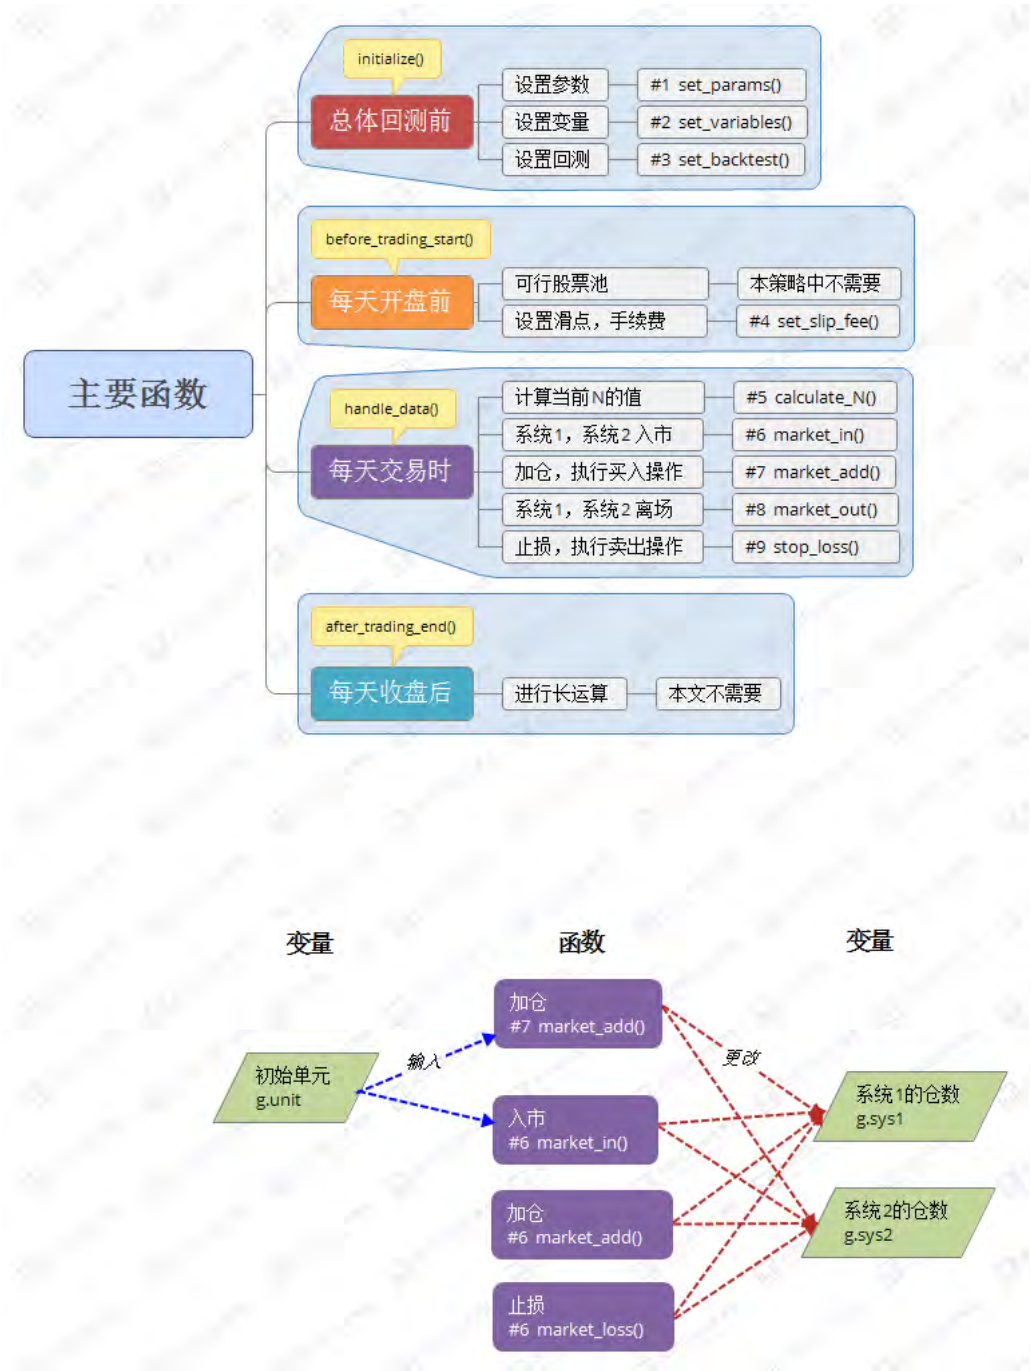 主要函数
initialize()
总体回测前
设置参数 #1 set_params()
设置变量 #2 set_variables()
设置回测 #3 set_backtest()
before_trading_start()
每天开盘前
可行股票池 本策略中不需要
设置滑点，手续费 #4 set_slip_fee()
handle_data()
每天交易时
计算当前N的值 #5 calculate_N()
系统1，系统2 入市 #6 market_in()
加仓，执行买入操作 #7 market_add()
系统1，系统2 离场 #8 market_out()
止损，执行卖出操作 #9 stop_loss()
after_trading_end()
每天收盘后
进行长运算 本文不需要
变量 函数 变量
初始单元
g.unit
输入
加仓
#7 market_add()
入市
#6 market_in()
加仓
#6 market_add()
止损
#6 market_loss()
更改
系统1的仓数
g.sys1
系统2的仓数
g.sys2